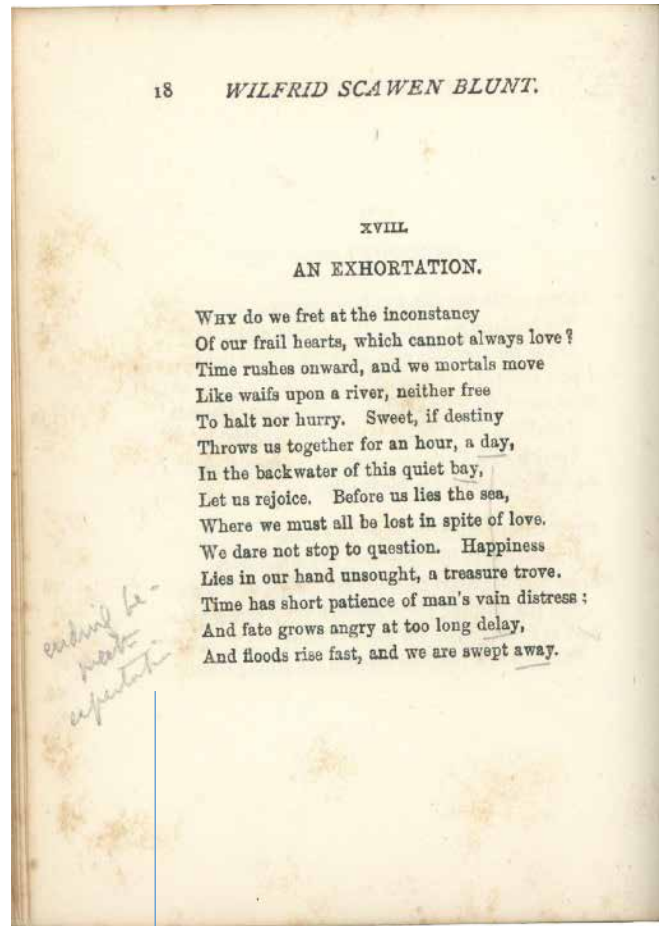 18 WILFRID SCAWEN BLUNT.
XVIII.
AN EXHORTATION.
WHY do we fret at the inconstancy
Of our frail hearts, which cannot always love?
Time rushes onward, and we mortals move
Like waifs upon a river, neither free
To halt nor hurry. Sweet, if destiny
Throws us together for an hour, a day,
In the backwater of this quiet bay,
Let us rejoice. Before us lies the sea,
Where we must all be lost in spite of love.
We dare not stop to question. Happiness
Lies in our hand unsought, a treasure trove.
Time has short patience of man's vain distress;
And fate grows angry at too long delay,
And floods rise fast, and we are swept away.
be-